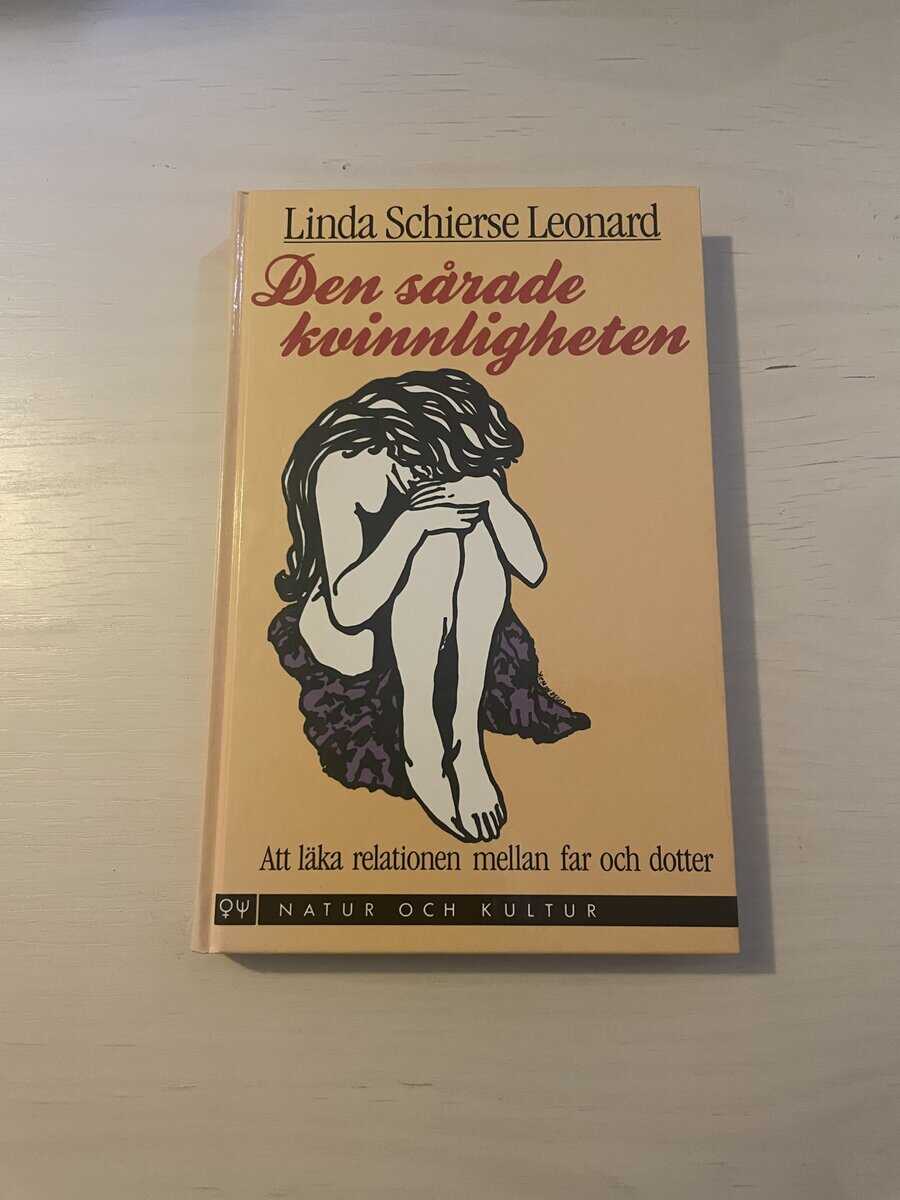 Linda Schierse Leonard
Den sårade
kvinnligheten
Att läka relationen mellan far och dotter
NATUR OCH KULTUR